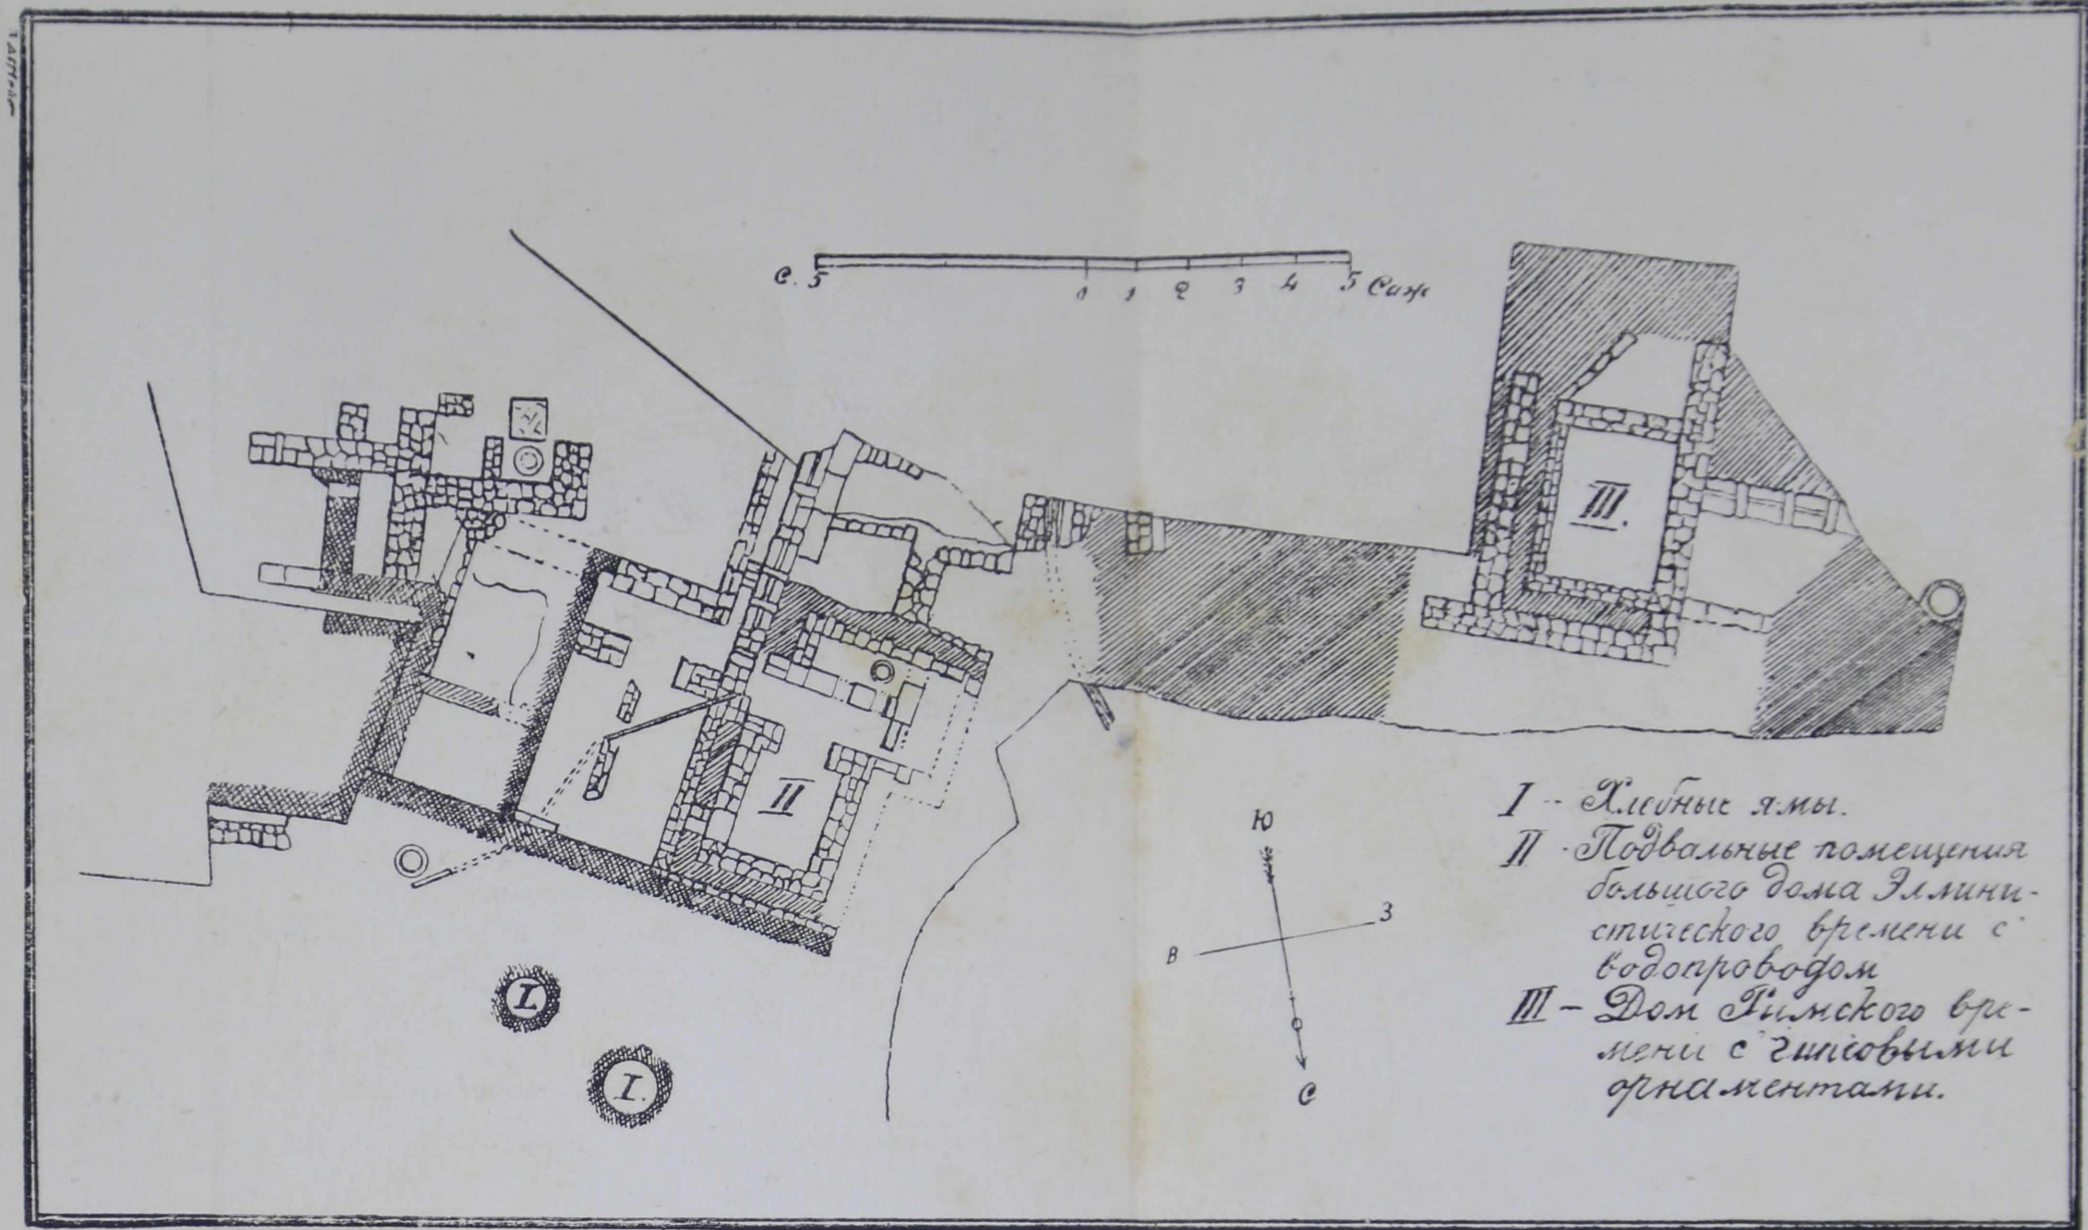 С. 5 0 1 2 3 4 5 Саж
III.
II
I.
I.
Ю
В З
С
I -- Хлебные ямы.
II - Подвальные помещения
большого дома Эллини-
стического времени с
водопроводом
III – Дом Римского вре-
мени с гипсовыми
орнаментами.